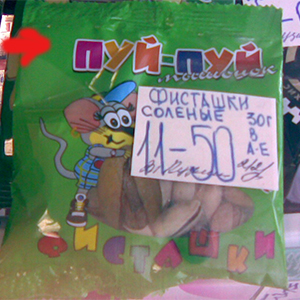 ПУЙ-ПУЙ
ФИСТАШКИ
СОЛЕНЫЕ
30г
11-50
В
А-Е
ФИСТАШКИ